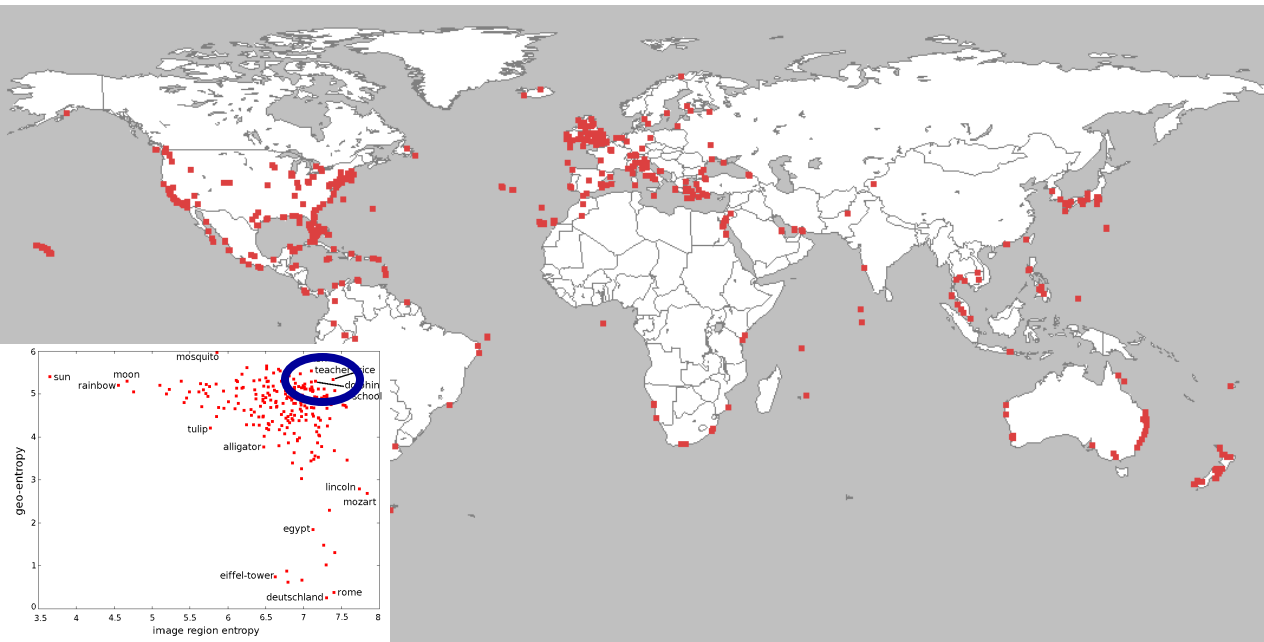 6
5
4
3
2
1
0
geo-entropy
mosquito
sun
moon
rainbow
tulip
alligator
school
lincoln
mozart
egypt
eiffel-tower
rome
deutschland
3.5 4 4.5 5 5.5 6 6.5 7 7.5 8
image region entropy